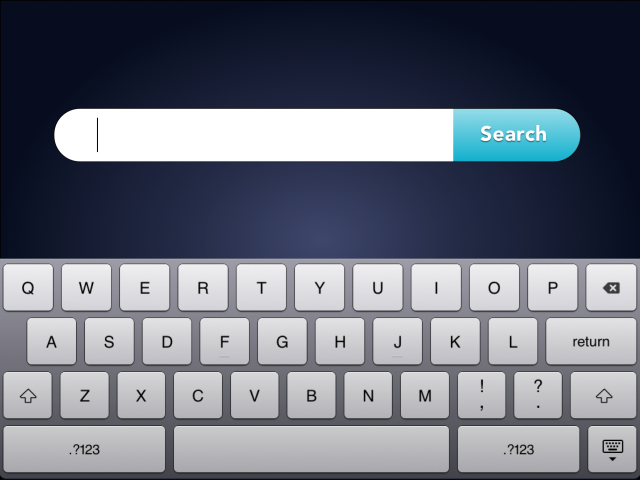 Search
Q W E R T Y U I O P
A S D F G H J K L return
Z X C V B N M ! , ? .
.?123 .?123